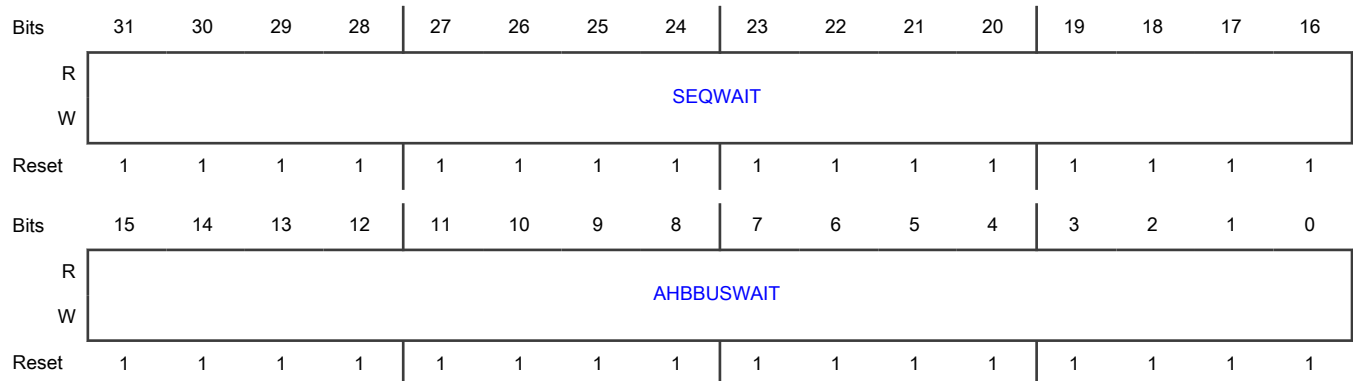 Bits 31 30 29 28 27 26 25 24 23 22 21 20 19 18 17 16
R
SEQWAIT
W
Reset 1 1 1 1 1 1 1 1 1 1 1 1 1 1 1 1
Bits 15 14 13 12 11 10 9 8 7 6 5 4 3 2 1 0
R
AHBBUSWAIT
W
Reset 1 1 1 1 1 1 1 1 1 1 1 1 1 1 1 1